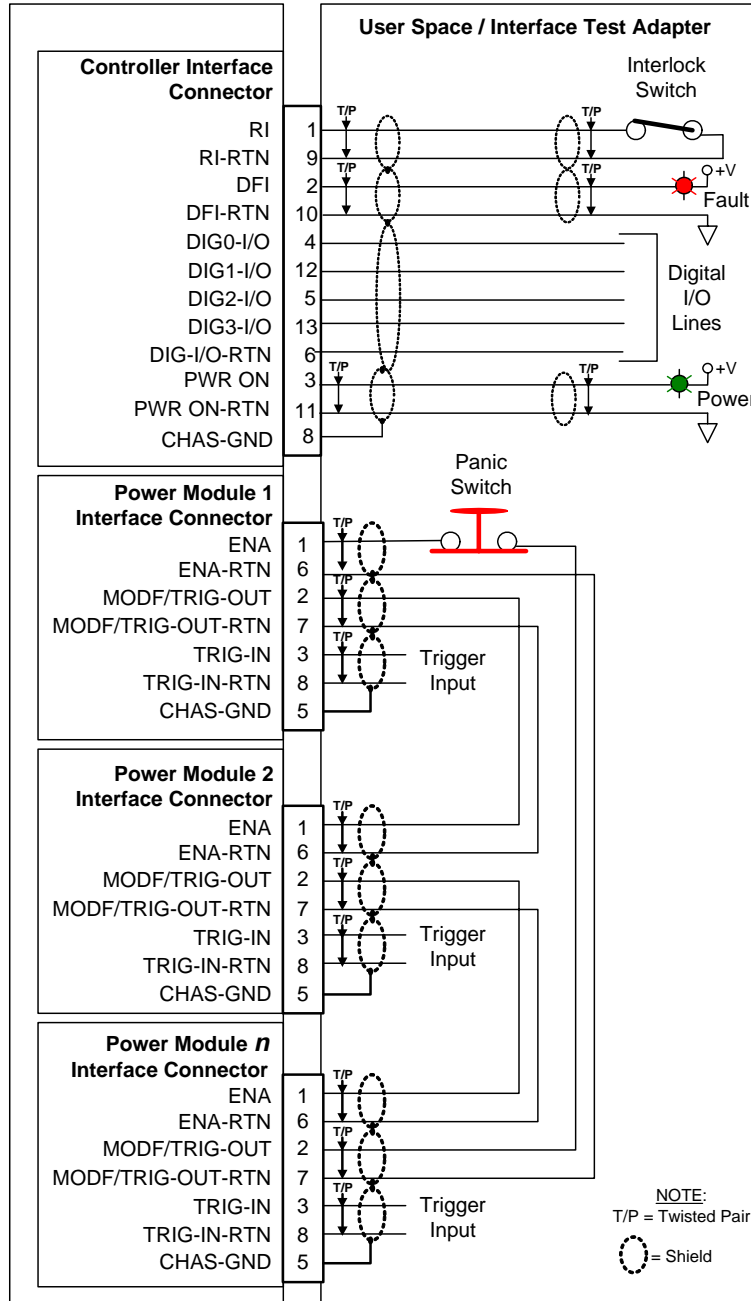 User Space / Interface Test Adapter
Controller Interface
Connector
Interlock
Switch
T/P
T/P
RI 1
RI-RTN 9
T/P
T/P
+V
DFI 2
Fault
DFI-RTN 10
DIG0-I/O 4
DIG1-I/O 12
DIG2-I/O 5
DIG3-I/O 13
DIG-I/O-RTN 6
Digital
I/O
Lines
T/P
T/P
+V
PWR ON 3
Power
PWR ON-RTN 11
CHAS-GND 8
Panic
Switch
Power Module 1
Interface Connector
T/P
ENA 1
ENA-RTN 6
T/P
MODF/TRIG-OUT 2
MODF/TRIG-OUT-RTN 7
T/P
TRIG-IN 3
TRIG-IN-RTN 8
Trigger
Input
CHAS-GND 5
Power Module 2
Interface Connector
T/P
ENA 1
ENA-RTN 6
T/P
MODF/TRIG-OUT 2
MODF/TRIG-OUT-RTN 7
T/P
TRIG-IN 3
TRIG-IN-RTN 8
Trigger
Input
CHAS-GND 5
Power Module n
Interface Connector
T/P
ENA 1
ENA-RTN 6
T/P
MODF/TRIG-OUT 2
MODF/TRIG-OUT-RTN 7
T/P
TRIG-IN 3
TRIG-IN-RTN 8
Trigger
Input
CHAS-GND 5
NOTE:
T/P = Twisted Pair
= Shield